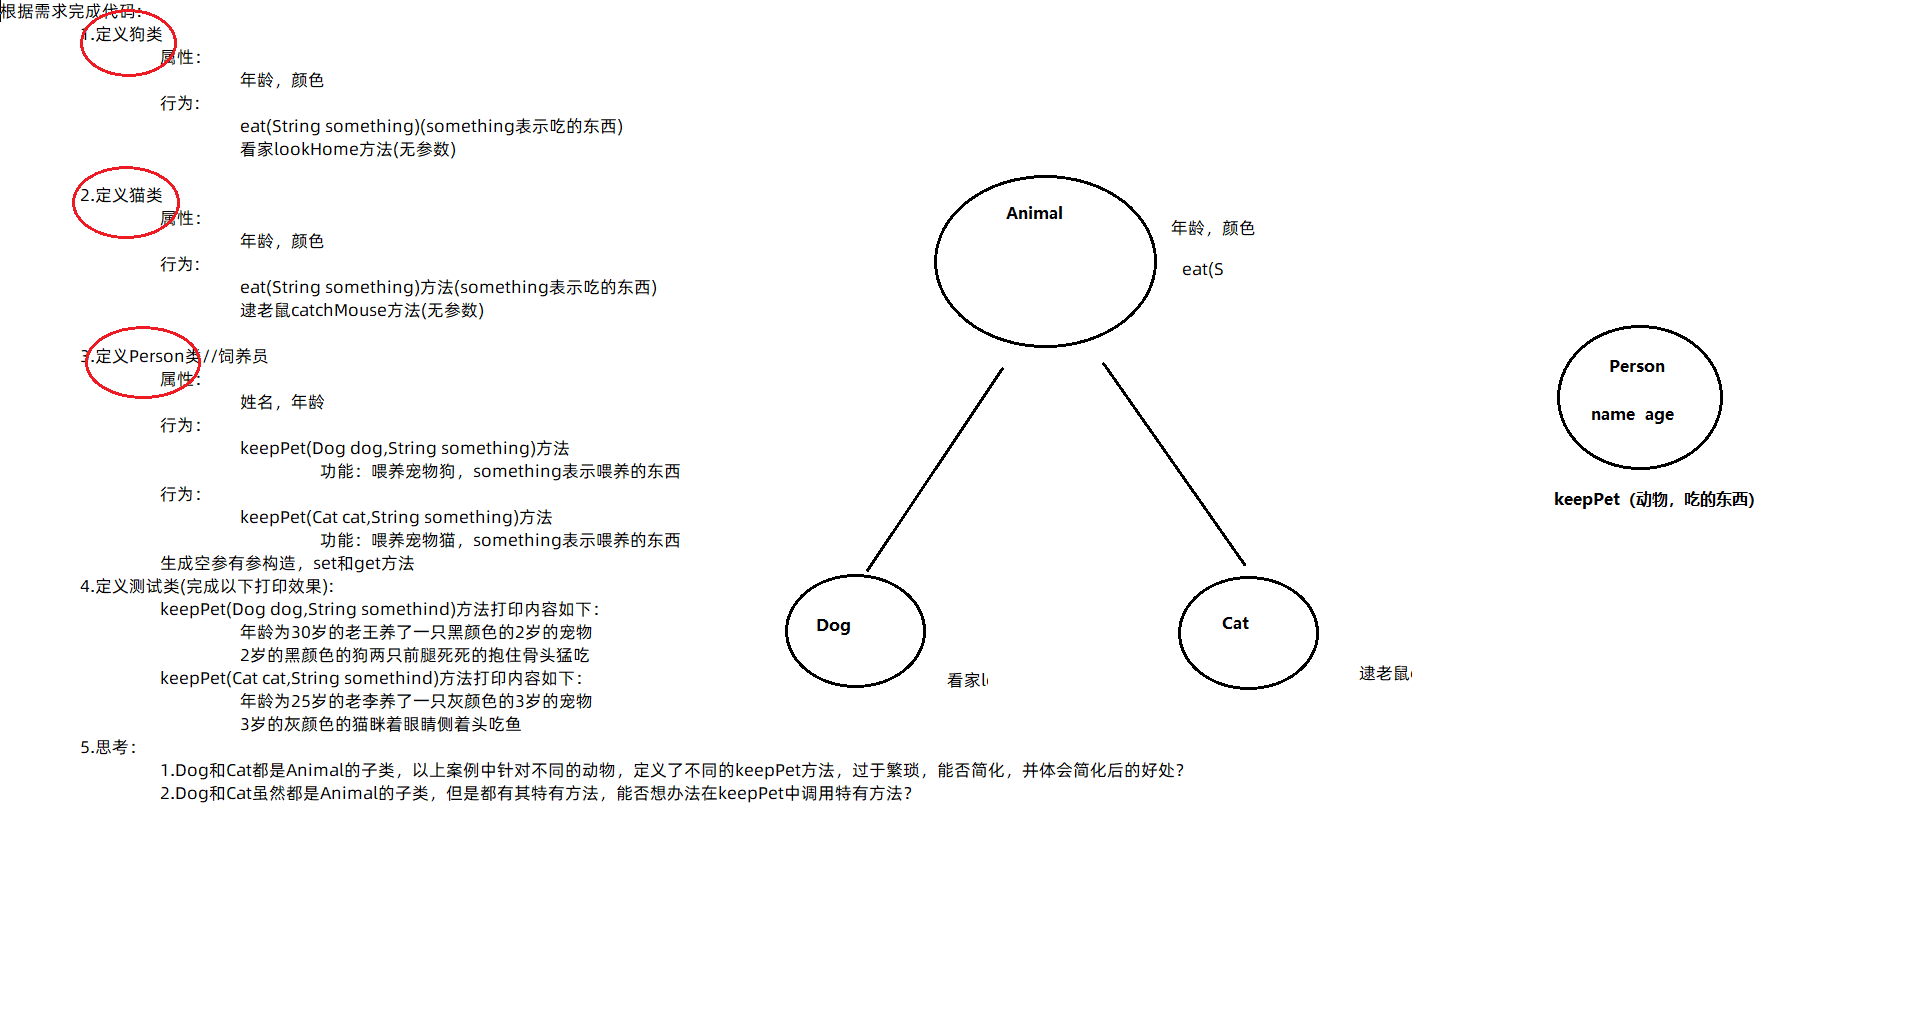 根据需求完成代码：
1.定义狗类
属性：
年龄，颜色
行为：
eat(String something)(something表示吃的东西)
看家lookHome方法(无参数)
2.定义猫类
属性：
年龄，颜色
行为：
eat(String something)方法(something表示吃的东西)
逮老鼠catchMouse方法(无参数)
3.定义Person类//饲养员
属性：
姓名，年龄
行为：
keepPet(Dog dog,String something)方法
功能：喂养宠物狗，something表示喂养的东西
行为：
keepPet(Cat cat,String something)方法
功能：喂养宠物猫，something表示喂养的东西
生成空参有参构造，set和get方法
4.定义测试类(完成以下打印效果)：
keepPet(Dog dog,String somethind)方法打印内容如下：
年龄为30岁的老王养了一只黑颜色的2岁的宠物
2岁的黑颜色的狗两只前腿死死的抱住骨头猛吃
keepPet(Cat cat,String somethind)方法打印内容如下：
年龄为25岁的老李养了一只灰颜色的3岁的宠物
3岁的灰颜色的猫眯着眼睛侧着头吃鱼
5.思考：
1.Dog和Cat都是Animal的子类，以上案例中针对不同的动物，定义了不同的keepPet方法，过于繁琐，能否简化，并体会简化后的好处？
2.Dog和Cat虽然都是Animal的子类，但是都有其特有方法，能否想办法在keepPet中调用特有方法？
Animal
年龄，颜色
eat(S
Dog
看家l
Cat
逮老鼠
Person
name age
keepPet（动物，吃的东西）